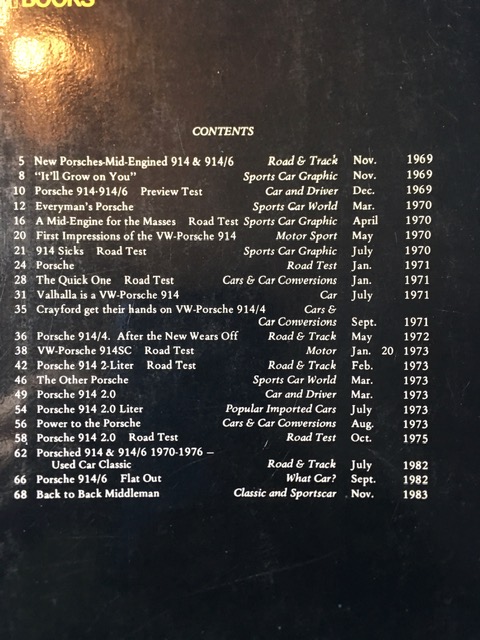 BOOKS
CONTENTS
5 New Porsches-Mid-Engined 914 & 914/6 Road & Track Nov. 1969
8 "It'll Grow on You" Sports Car Graphic Nov. 1969
10 Porsche 914-914/6 Preview Test Car and Driver Dec. 1969
12 Everyman's Porsche Sports Car World Mar. 1970
16 A Mid-Engine for the Masses Road Test Sports Car Graphic April 1970
20 First Impressions of the VW-Porsche 914 Motor Sport May 1970
21 914 Sicks Road Test Sports Car Graphic July 1970
24 Porsche Road Test Jan. 1971
28 The Quick One Road Test Cars & Car Conversions Jan. 1971
31 Valhalla is a VW-Porsche 914 Car July 1971
35 Crayford get their hands on VW-Porsche 914/4 Cars &
Car Conversions Sept. 1971
36 Porsche 914/4. After the New Wears Off Road & Track May 1972
38 VW-Porsche 914SC Road Test Motor Jan. 20 1973
42 Porsche 914 2-Liter Road Test Road & Track Feb. 1973
46 The Other Porsche Sports Car World Mar. 1973
49 Porsche 914 2.0 Car and Driver Mar. 1973
54 Porsche 914 2.0 Liter Popular Imported Cars July 1973
56 Power to the Porsche Cars & Car Conversions Aug. 1973
58 Porsche 914 2.0 Road Test Road Test Oct. 1975
62 Porsched 914 & 914/6 1970-1976 –
Used Car Classic Road & Track July 1982
66 Porsche 914/6 Flat Out What Car? Sept. 1982
68 Back to Back Middleman Classic and Sportscar Nov. 1983